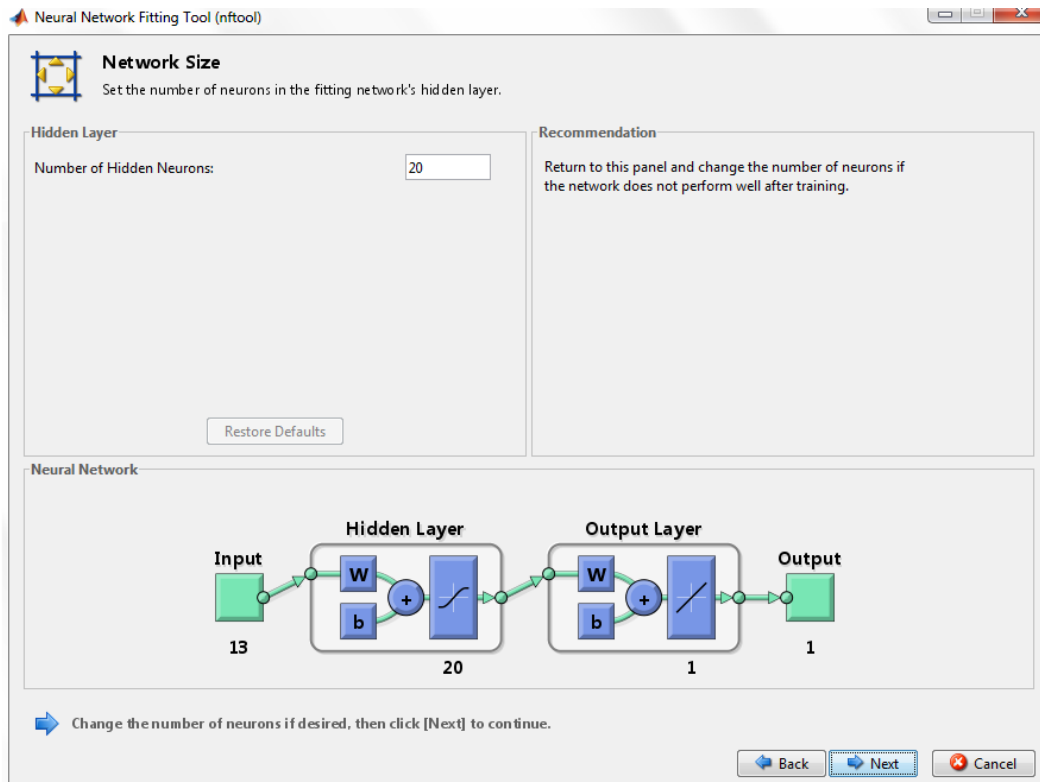 Neural Network Fitting Tool (nftool)
Network Size
Set the number of neurons in the fitting network's hidden layer.
Hidden Layer
Number of Hidden Neurons:
20
Restore Defaults
Recommendation
Return to this panel and change the number of neurons if
the network does not perform well after training.
Neural Network
Hidden Layer
Output Layer
Input
Output
W
W
+
+
b
b
13
20
1
1
Change the number of neurons if desired, then click [Next] to continue.
Back
Next
Cancel